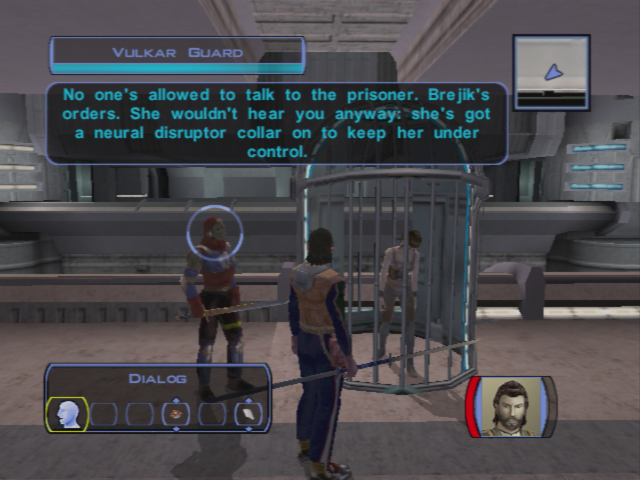 Vulkar Guard
No one's allowed to talk to the prisoner. Brejik's
orders. She wouldn't hear you anyway: she's got
a neural disruptor collar on to keep her under
control.
Dialog